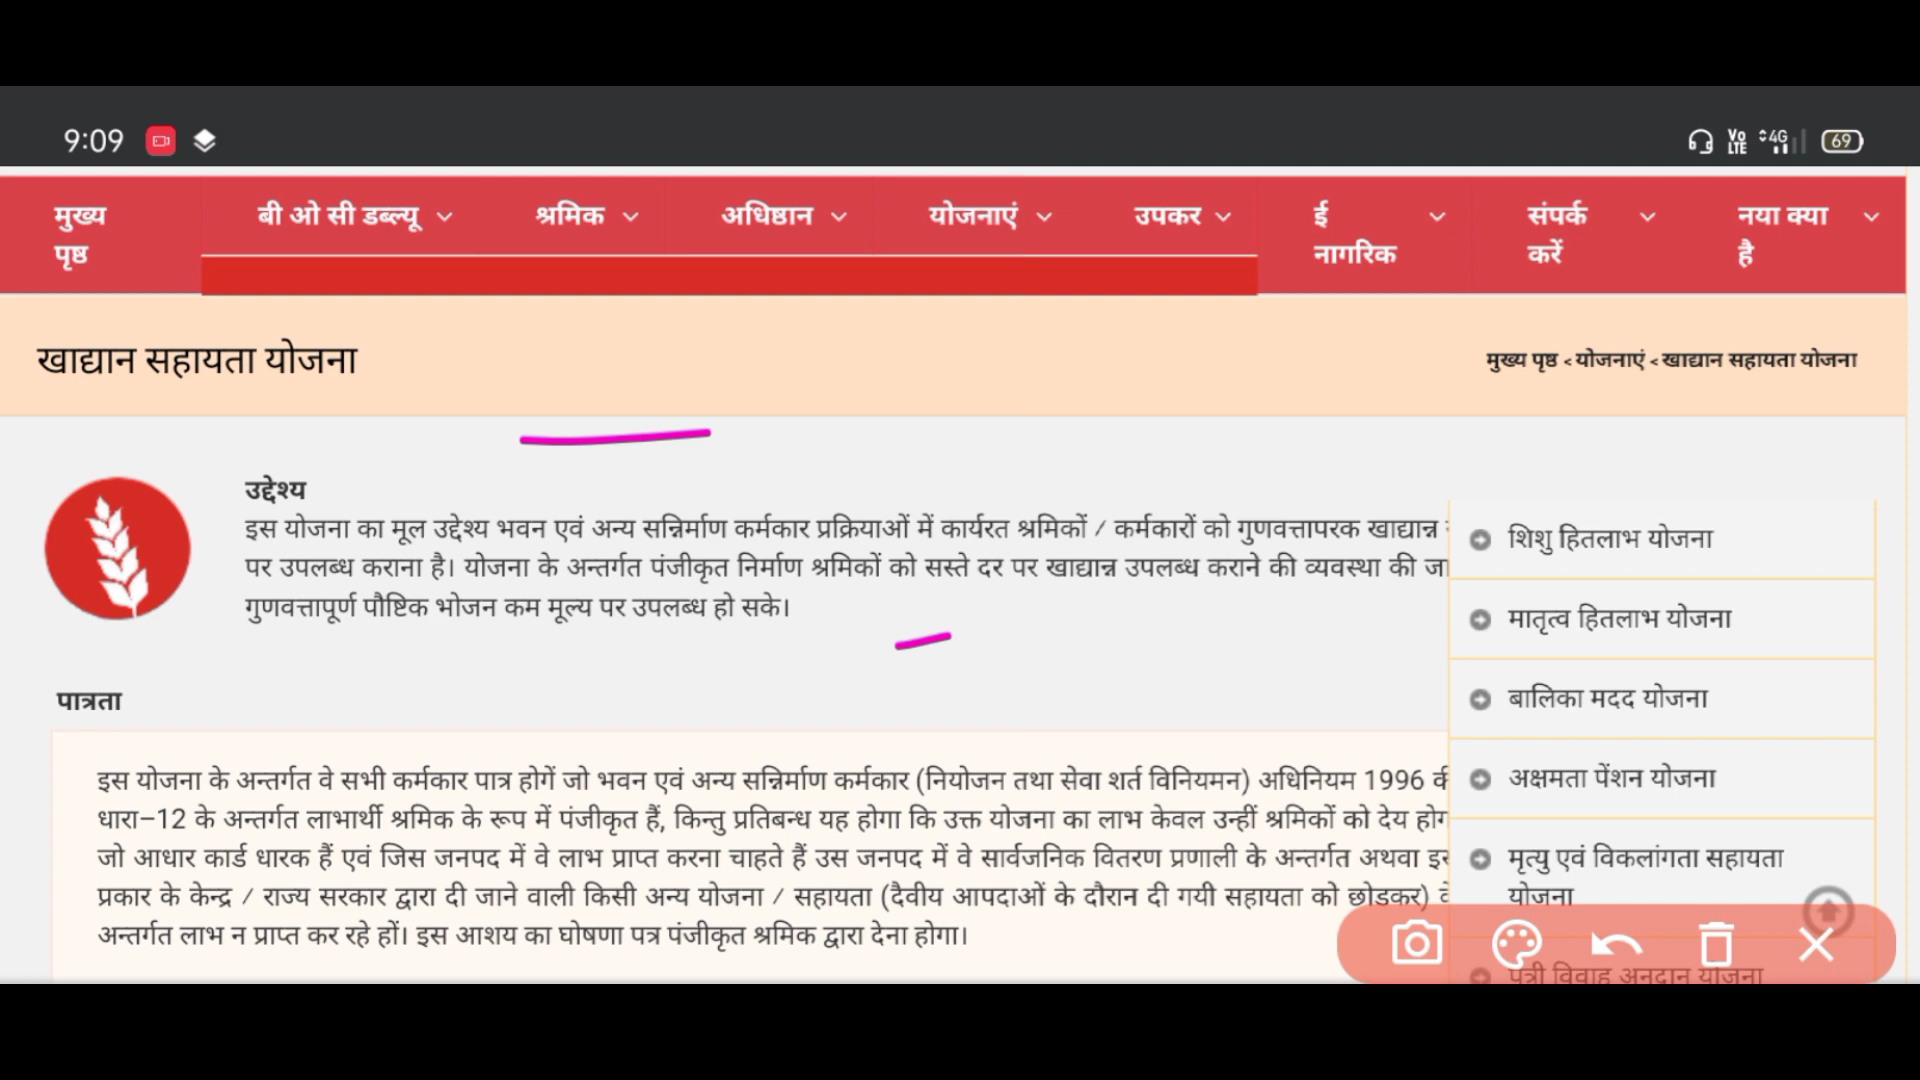 9:09
Vo LTE 4G 69
मुख्य पृष्ठ
बी ओ सी डब्ल्यू
श्रमिक
अधिष्ठान
योजनाएं
उपकर
ई नागरिक
संपर्क करें
नया क्या है
खाद्यान सहायता योजना
मुख्य पृष्ठ < योजनाएं < खाद्यान सहायता योजना
उद्देश्य
इस योजना का मूल उद्देश्य भवन एवं अन्य सन्निर्माण कर्मकार प्रक्रियाओं में कार्यरत श्रमिकों / कर्मकारों को गुणवत्तापरक खाद्यान्न
पर उपलब्ध कराना है। योजना के अन्तर्गत पंजीकृत निर्माण श्रमिकों को सस्ते दर पर खाद्यान्न उपलब्ध कराने की व्यवस्था की जा
गुणवत्तापूर्ण पौष्टिक भोजन कम मूल्य पर उपलब्ध हो सके।
पात्रता
इस योजना के अन्तर्गत वे सभी कर्मकार पात्र होगें जो भवन एवं अन्य सन्निर्माण कर्मकार (नियोजन तथा सेवा शर्त विनियमन) अधिनियम 1996 की
धारा–12 के अन्तर्गत लाभार्थी श्रमिक के रूप में पंजीकृत हैं, किन्तु प्रतिबन्ध यह होगा कि उक्त योजना का लाभ केवल उन्हीं श्रमिकों को देय
जो आधार कार्ड धारक हैं एवं जिस जनपद में वे लाभ प्राप्त करना चाहते हैं उस जनपद में वे सार्वजनिक वितरण प्रणाली के अन्तर्गत अथवा
प्रकार के केन्द्र / राज्य सरकार द्वारा दी जाने वाली किसी अन्य योजना / सहायता (दैवीय आपदाओं के दौरान दी गयी सहायता को छोडकर)
अन्तर्गत लाभ न प्राप्त कर रहे हों। इस आशय का घोषणा पत्र पंजीकृत श्रमिक द्वारा देना होगा।
शिशु हितलाभ योजना
मातृत्व हितलाभ योजना
बालिका मदद योजना
अक्षमता पेंशन योजना
मृत्यु एवं विकलांगता सहायता
योजना
पुत्री विवाह अनुदान योजना